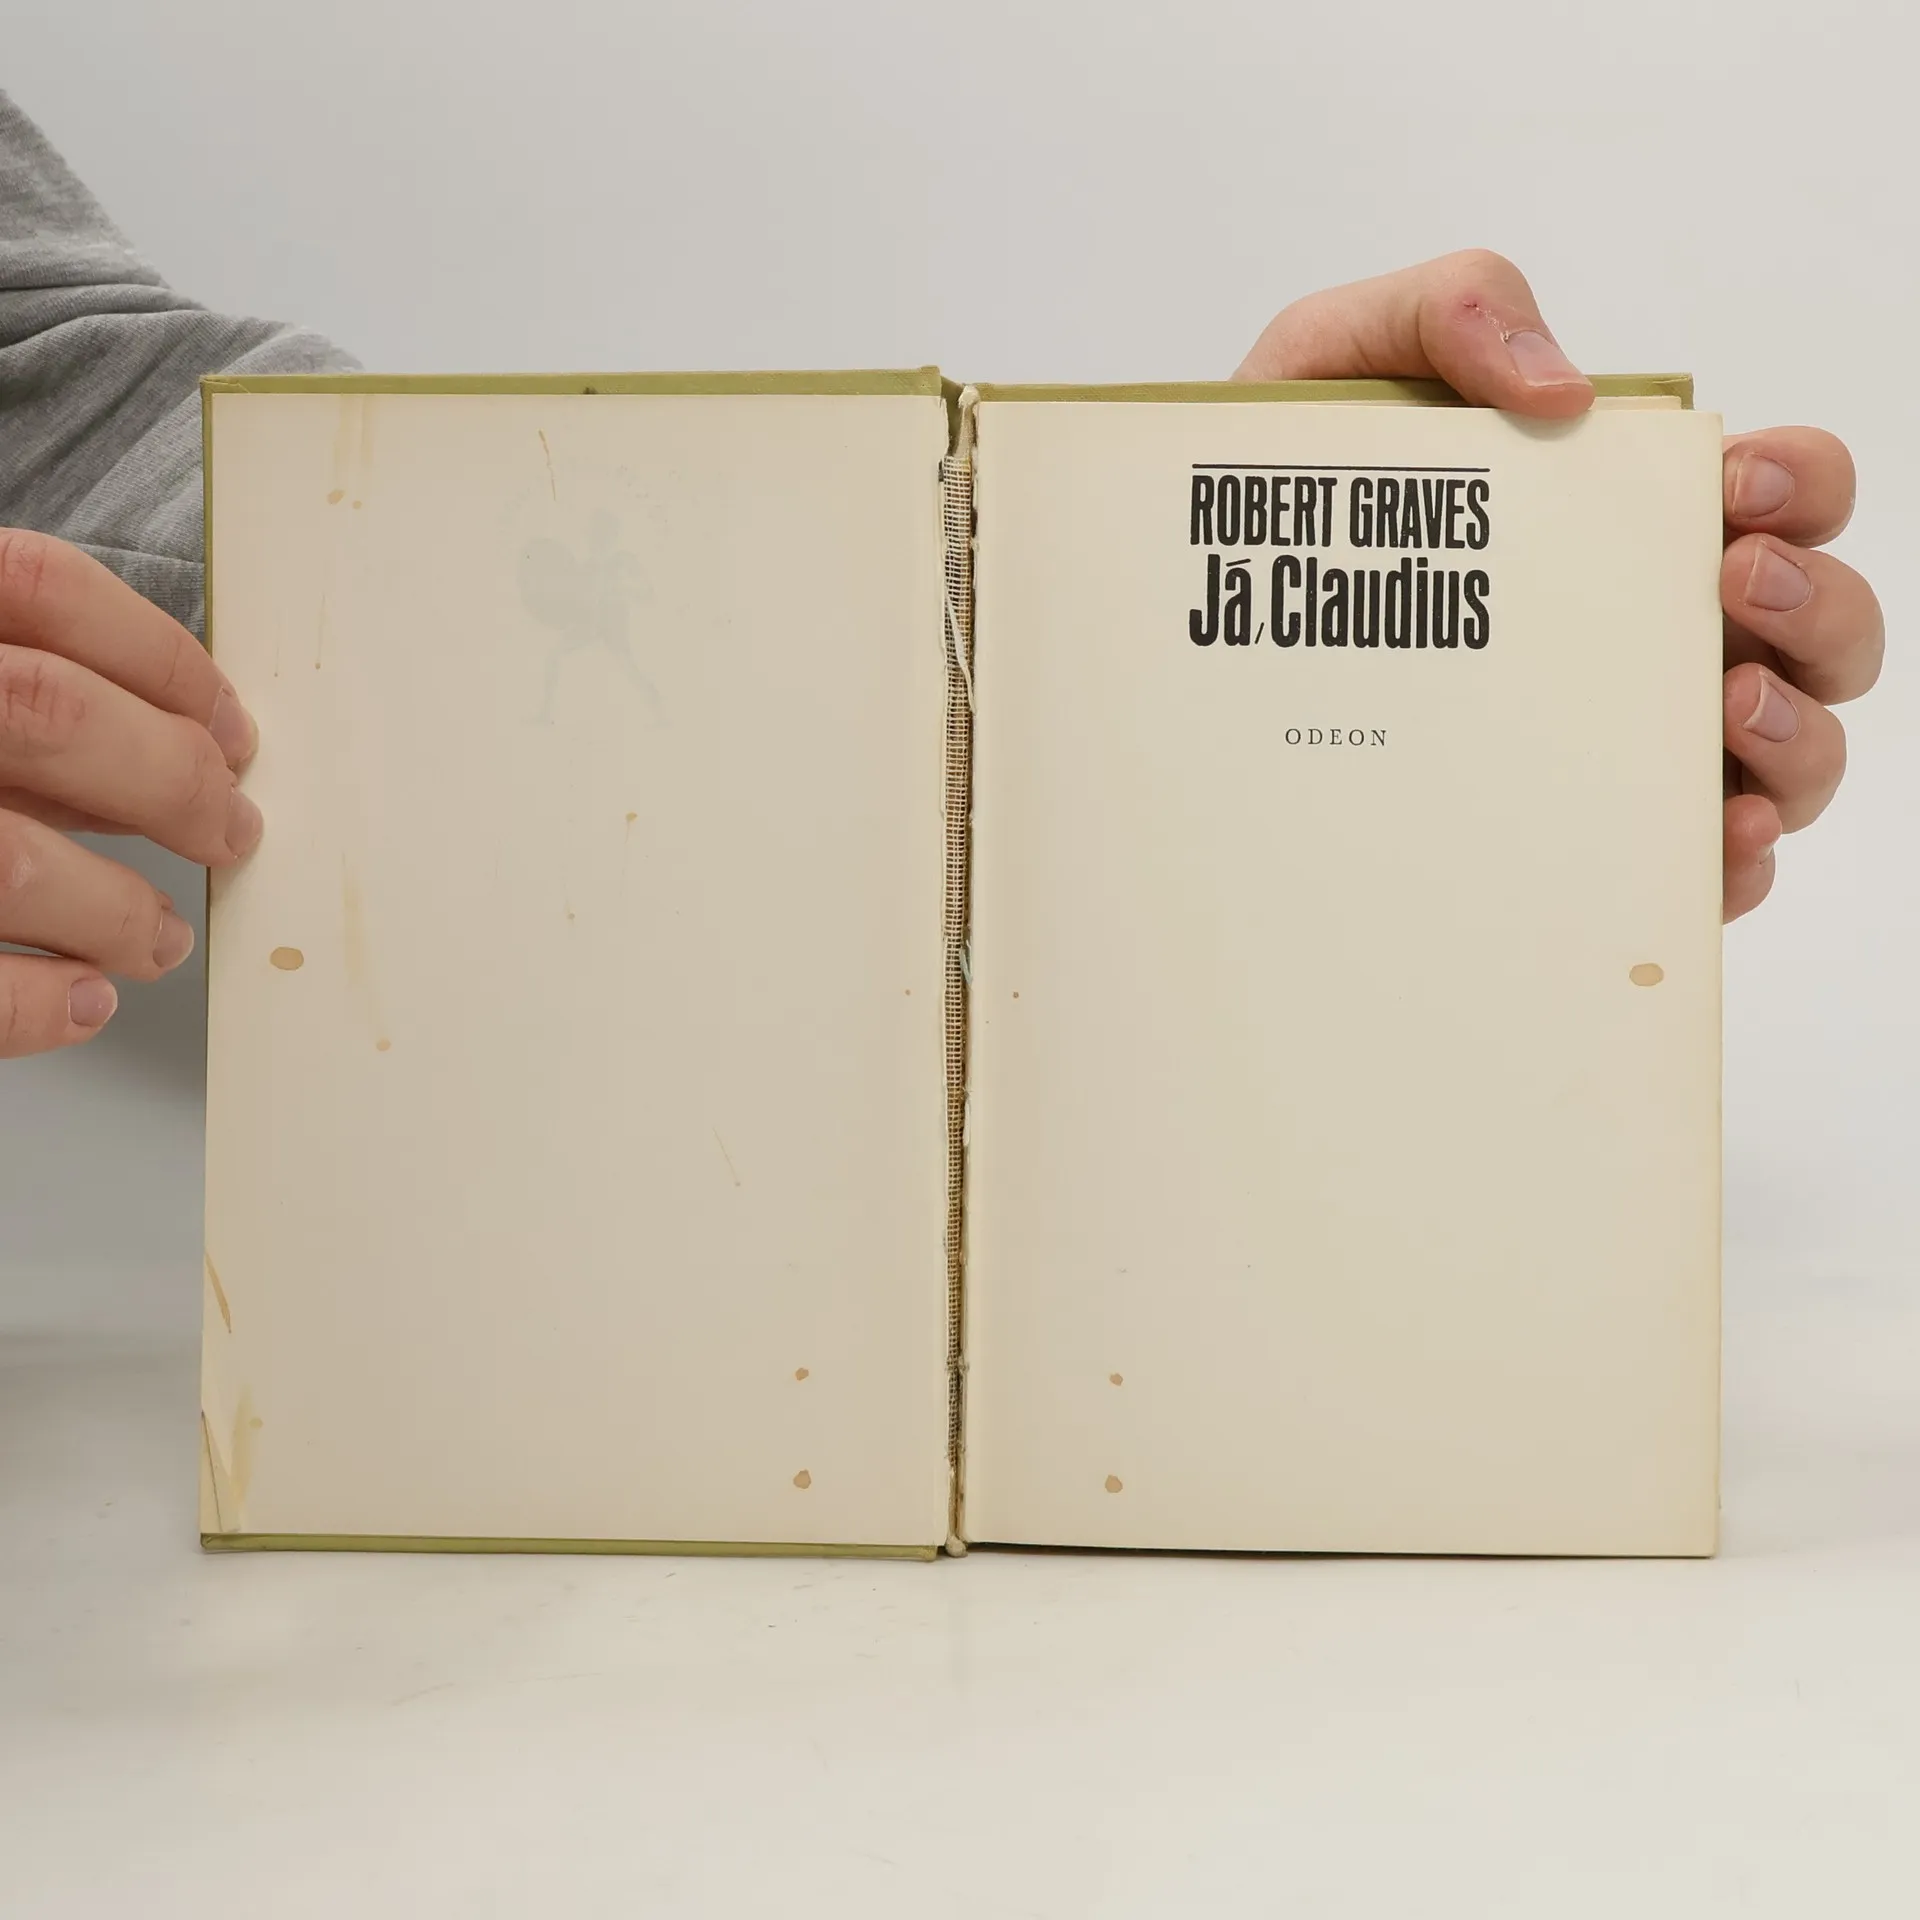 ROBERT GRAVES
Já, Claudius
ODEON